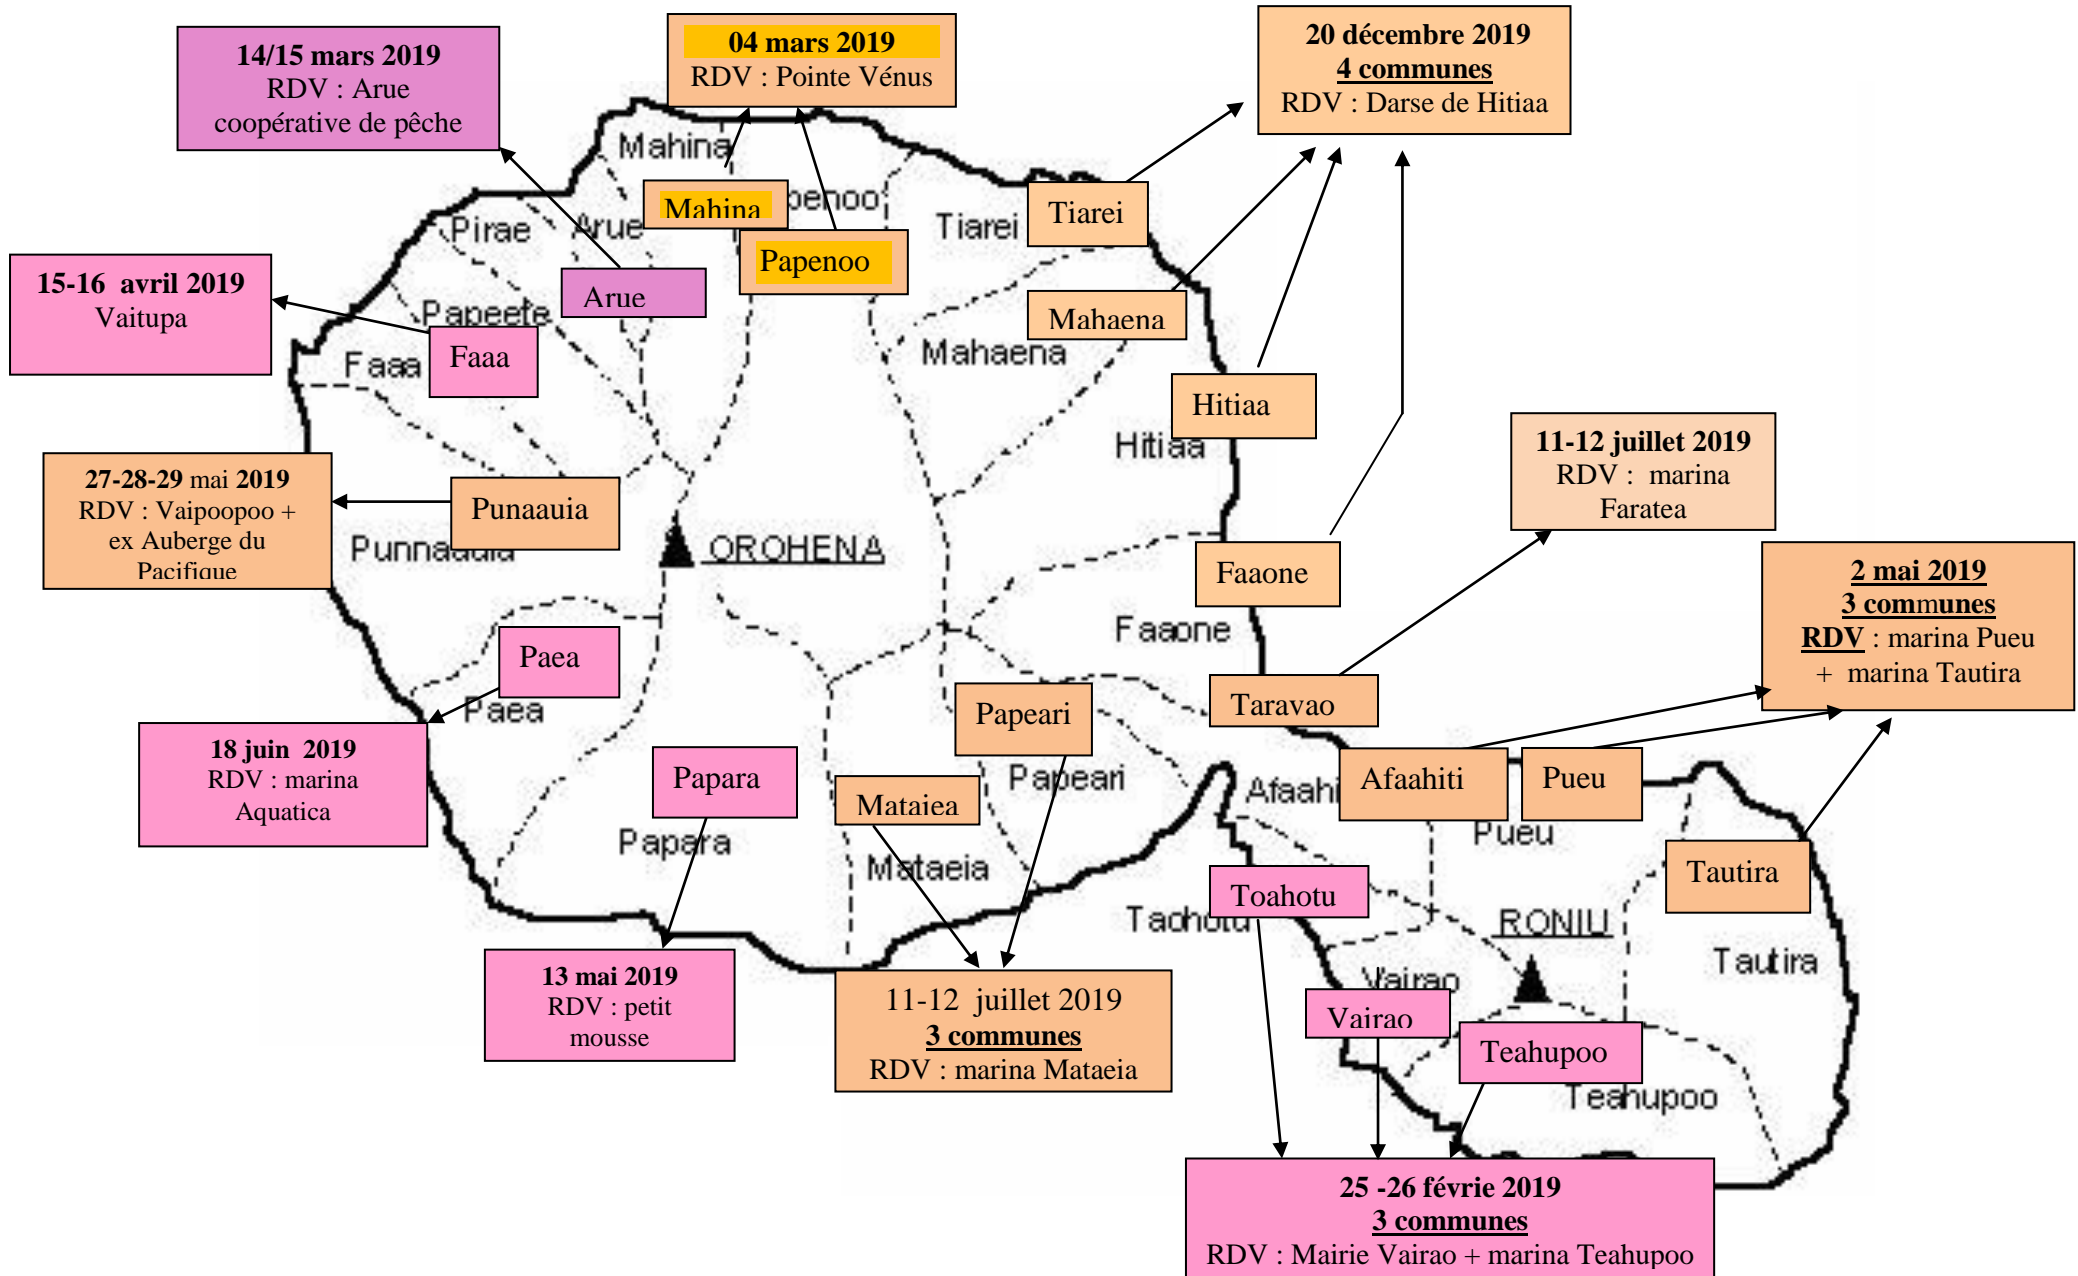 14/15 mars 2019
RDV : Arue
coopérative de pêche
04 mars 2019
RDV : Pointe Vénus
20 décembre 2019
4 communes
RDV : Darse de Hitiaa
Mahina
Mahina
penoo
Papenoo
Pirae
Arue
Arue
Tiarei
Tiarei
15-16 avril 2019
Vaitupa
Papeete
Faaa
Faaa
Mahaena
Mahaena
Hitiaa
Hitiaa
11-12 juillet 2019
RDV : marina
Faratea
27-28-29 mai 2019
RDV : Vaipoopoo +
ex Auberge du
Pacifique
Punaauia
Punnaauia
OROHENA
Faaone
Faaone
2 mai 2019
3 communes
RDV : marina Pueu
+ marina Tautira
Paea
Paea
Papeari
Papeari
Taravao
18 juin 2019
RDV : marina
Aquatica
Papara
Papara
Mataiea
Mataeia
Afaahi
Afaahiti
Pueu
Pueu
Tautira
Tautira
Toahotu
Taohotu
RONIU
Vairao
Vairao
Teahupoo
Teahupoo
13 mai 2019
RDV : petit
mousse
11-12 juillet 2019
3 communes
RDV : marina Mataeia
25 -26 févrie 2019
3 communes
RDV : Mairie Vairao + marina Teahupoo